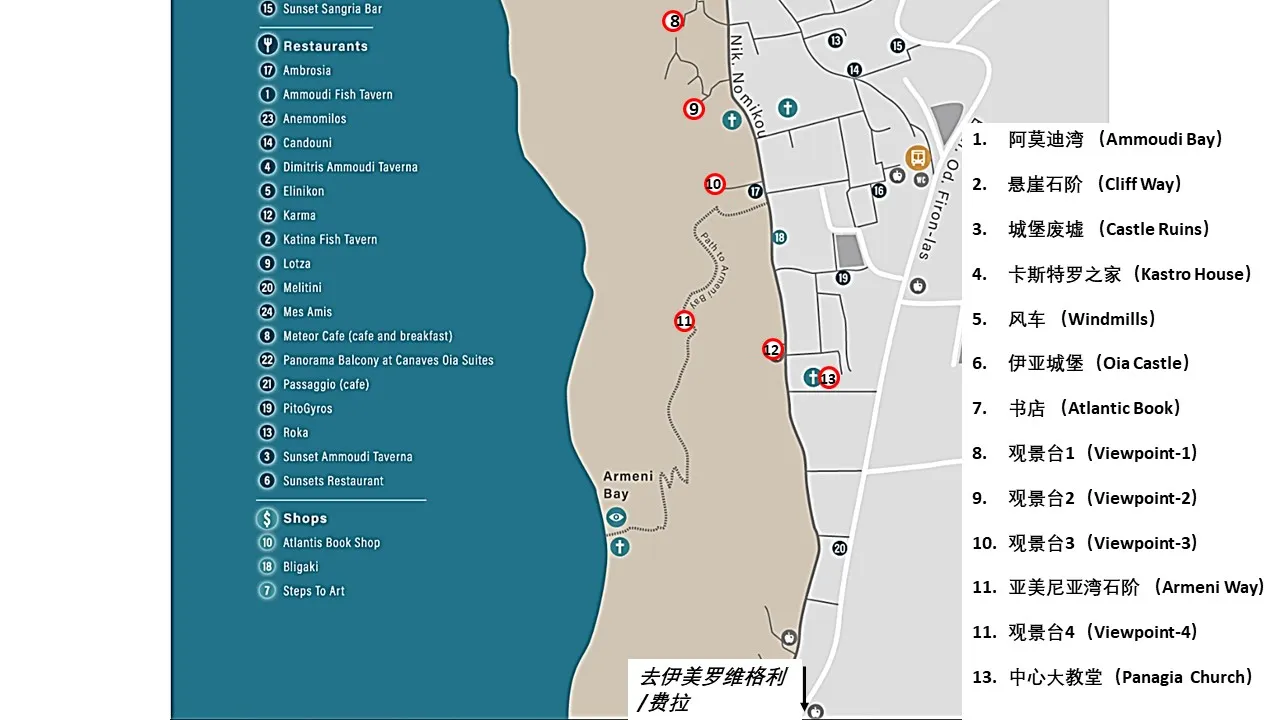 15 Sunset Sangria Bar
Restaurants
17 Ambrosia
1 Ammoudi Fish Tavern
23 Anemomilos
14 Candouni
4 Dimitris Ammoudi Taverna
5 Elinikon
12 Karma
2 Katina Fish Tavern
9 Lotza
20 Melitini
24 Mes Amis
8 Meteor Cafe (cafe and breakfast)
22 Panorama Balcony at Canaves Oia Suites
21 Passaggio (cafe)
19 PitoGyros
13 Roka
3 Sunset Ammoudi Taverna
6 Sunsets Restaurant
$ Shops
10 Atlantis Book Shop
18 Bligaki
7 Steps To Art
8
9
10
11
12
13
Nik. Nomikou
13
15
14
WC
16
17
18
19
20
Od. Firon-Ias
Path to Armeni Bay
Armeni
Bay
去伊美罗维格利
/费拉
1. 阿莫迪湾 （Ammoudi Bay）
2. 悬崖石阶 （Cliff Way）
3. 城堡废墟 （Castle Ruins）
4. 卡斯特罗之家（Kastro House）
5. 风车 （Windmills）
6. 伊亚城堡 （Oia Castle）
7. 书店 （Atlantic Book）
8. 观景台1（Viewpoint-1）
9. 观景台2（Viewpoint-2）
10. 观景台3（Viewpoint-3）
11. 亚美尼亚湾石阶 （Armeni Way）
11. 观景台4（Viewpoint-4）
13. 中心大教堂（Panagia Church）